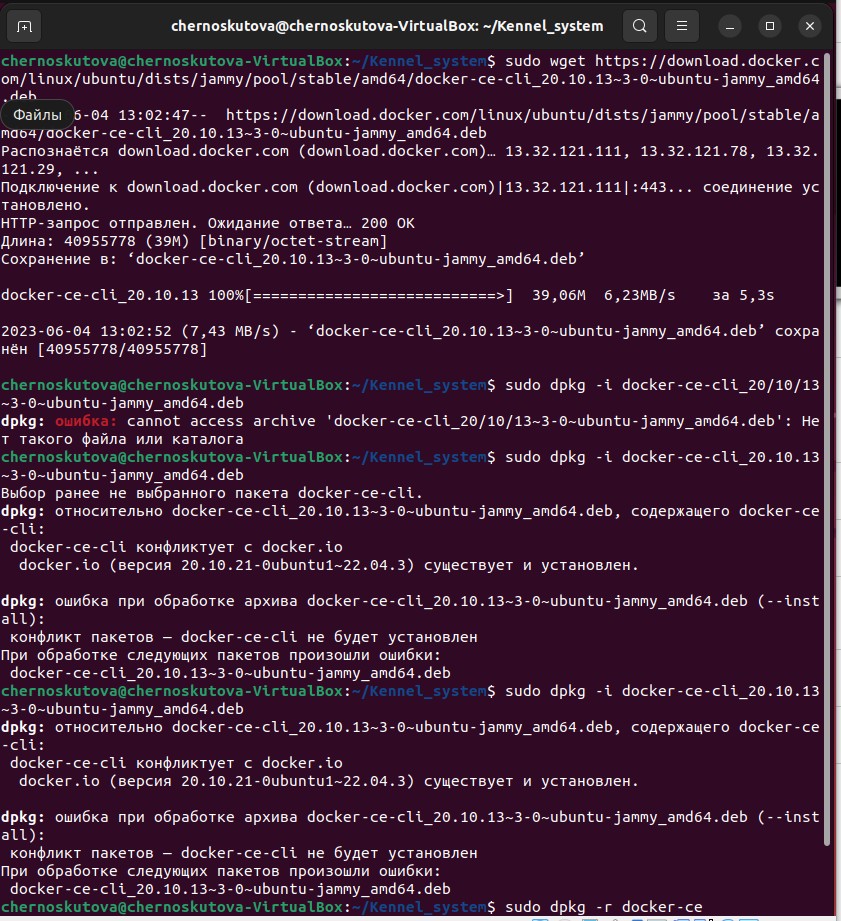 chernoskutova@chernoskutova-VirtualBox: ~/Kennel_system
chernoskutova@chernoskutova-VirtualBox:~/Kennel_system$ sudo wget https://download.docker.c
om/linux/ubuntu/dists/jammy/pool/stable/amd64/docker-ce-cli_20.10.13~3-0~ubuntu-jammy_amd64
.deb
Файлы
6-04 13:02:47--  https://download.docker.com/linux/ubuntu/dists/jammy/pool/stable/a
md64/docker-ce-cli_20.10.13~3-0~ubuntu-jammy_amd64.deb
Распознаётся download.docker.com (download.docker.com)… 13.32.121.111, 13.32.121.78, 13.32.
121.29, ...
Подключение к download.docker.com (download.docker.com)|13.32.121.111|:443... соединение ус
тановлено.
HTTP-запрос отправлен. Ожидание ответа… 200 OK
Длина: 40955778 (39M) [binary/octet-stream]
Сохранение в: ‘docker-ce-cli_20.10.13~3-0~ubuntu-jammy_amd64.deb’
docker-ce-cli_20.10.13 100%[===========================>]  39,06M  6,23MB/s    за 5,3s
2023-06-04 13:02:52 (7,43 MB/s) - ‘docker-ce-cli_20.10.13~3-0~ubuntu-jammy_amd64.deb’ сохра
нён [40955778/40955778]
chernoskutova@chernoskutova-VirtualBox:~/Kennel_system$ sudo dpkg -i docker-ce-cli_20/10/13
~3-0~ubuntu-jammy_amd64.deb
dpkg: ошибка: cannot access archive 'docker-ce-cli_20/10/13~3-0~ubuntu-jammy_amd64.deb': Не
т такого файла или каталога
chernoskutova@chernoskutova-VirtualBox:~/Kennel_system$ sudo dpkg -i docker-ce-cli_20.10.13
~3-0~ubuntu-jammy_amd64.deb
Выбор ранее не выбранного пакета docker-ce-cli.
dpkg: относительно docker-ce-cli_20.10.13~3-0~ubuntu-jammy_amd64.deb, содержащего docker-ce
-cli:
docker-ce-cli конфликтует с docker.io
docker.io (версия 20.10.21-0ubuntu1~22.04.3) существует и установлен.
dpkg: ошибка при обработке архива docker-ce-cli_20.10.13~3-0~ubuntu-jammy_amd64.deb (--inst
all):
конфликт пакетов — docker-ce-cli не будет установлен
При обработке следующих пакетов произошли ошибки:
docker-ce-cli_20.10.13~3-0~ubuntu-jammy_amd64.deb
chernoskutova@chernoskutova-VirtualBox:~/Kennel_system$ sudo dpkg -i docker-ce-cli_20.10.13
~3-0~ubuntu-jammy_amd64.deb
dpkg: относительно docker-ce-cli_20.10.13~3-0~ubuntu-jammy_amd64.deb, содержащего docker-ce
-cli:
docker-ce-cli конфликтует с docker.io
docker.io (версия 20.10.21-0ubuntu1~22.04.3) существует и установлен.
dpkg: ошибка при обработке архива docker-ce-cli_20.10.13~3-0~ubuntu-jammy_amd64.deb (--inst
all):
конфликт пакетов — docker-ce-cli не будет установлен
При обработке следующих пакетов произошли ошибки:
docker-ce-cli_20.10.13~3-0~ubuntu-jammy_amd64.deb
chernoskutova@chernoskutova-VirtualBox:~/Kennel_system$ sudo dpkg -r docker-ce